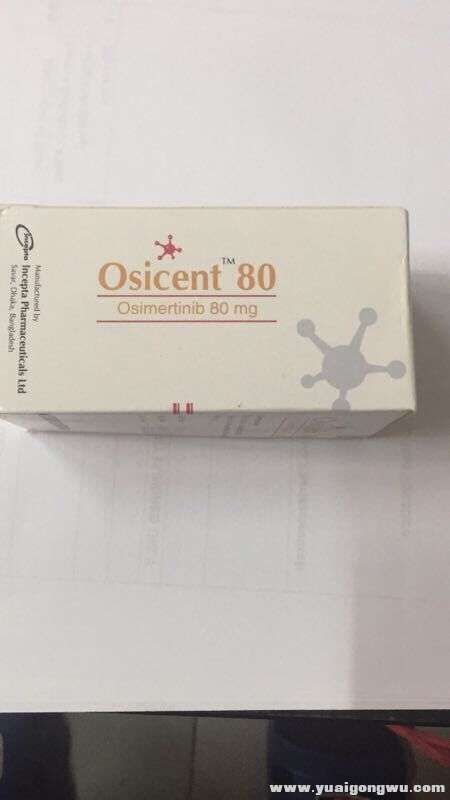 Osicent™ 80
Osimertinib 80 mg
Manufactured by
Incepta Pharmaceuticals Ltd
Savar, Dhaka, Bangladesh
www.yuaigongwu.com